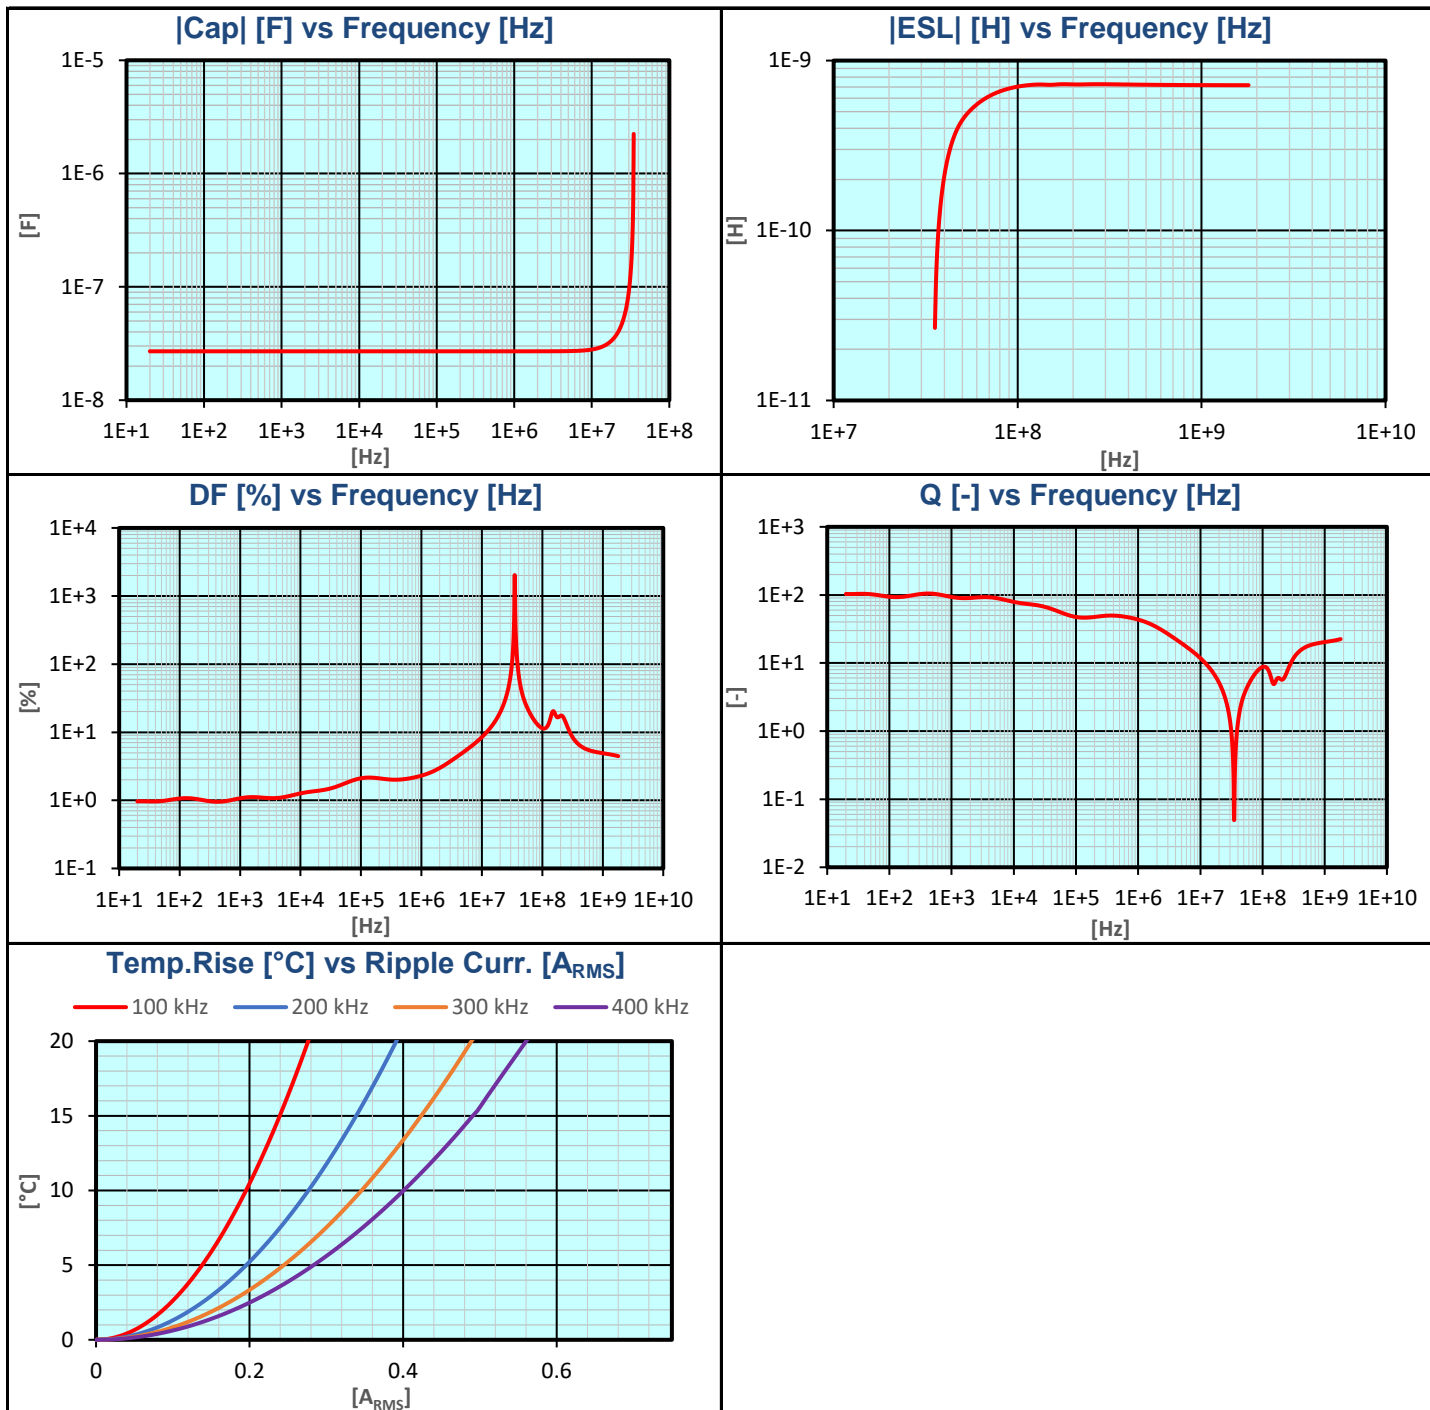 |Cap| [F] vs Frequency [Hz]
1E-5
1E-6
1E-7
1E-8
[F]
1E+1 1E+2 1E+3 1E+4 1E+5 1E+6 1E+7 1E+8
[Hz]
|ESL| [H] vs Frequency [Hz]
1E-9
1E-10
1E-11
[H]
1E+7 1E+8 1E+9 1E+10
[Hz]
DF [%] vs Frequency [Hz]
1E+4
1E+3
1E+2
1E+1
1E+0
1E-1
[%]
1E+1 1E+2 1E+3 1E+4 1E+5 1E+6 1E+7 1E+8 1E+9 1E+10
[Hz]
Q [-] vs Frequency [Hz]
1E+3
1E+2
1E+1
1E+0
1E-1
1E-2
[-]
1E+1 1E+2 1E+3 1E+4 1E+5 1E+6 1E+7 1E+8 1E+9 1E+10
[Hz]
Temp.Rise [°C] vs Ripple Curr. [ARMS]
100 kHz 200 kHz 300 kHz 400 kHz
20
15
10
5
0
[°C]
0 0.2 0.4 0.6
[ARMS]